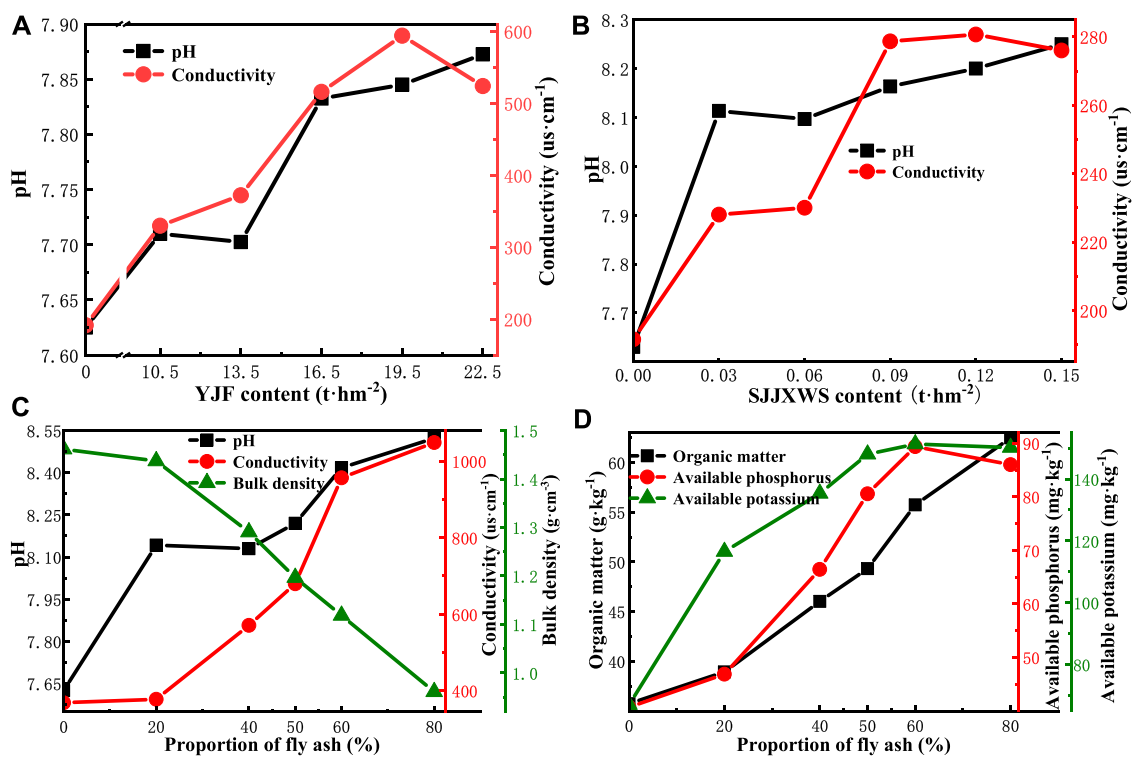 A
pH
Conductivity
7.90
7.85
7.80
7.75
7.70
7.65
7.60
pH
600
500
400
300
200
Conductivity (us·cm⁻¹)
0 10.5 13.5 16.5 19.5 22.5
YJF content (t·hm⁻²)
B
pH
Conductivity
8.3
8.2
8.1
8.0
7.9
7.8
7.7
pH
280
260
240
220
200
Conductivity (us·cm⁻¹)
0.00 0.03 0.06 0.09 0.12 0.15
SJJXWS content (t·hm⁻²)
C
pH
Conductivity
Bulk density
8.55
8.40
8.25
8.10
7.95
7.80
7.65
pH
1000
800
600
400
Conductivity (us·cm⁻¹)
1.5
1.4
1.3
1.2
1.1
1.0
Bulk density (g·cm⁻³)
0 20 40 50 60 80
Proportion of fly ash (%)
D
Organic matter
Available phosphorus
Available potassium
60
55
50
45
40
Organic matter (g·kg⁻¹)
90
80
70
60
50
Available phosphorus (mg·kg⁻¹)
140
120
100
80
Available potassium (mg·kg⁻¹)
0 20 40 50 60 80
Proportion of fly ash (%)